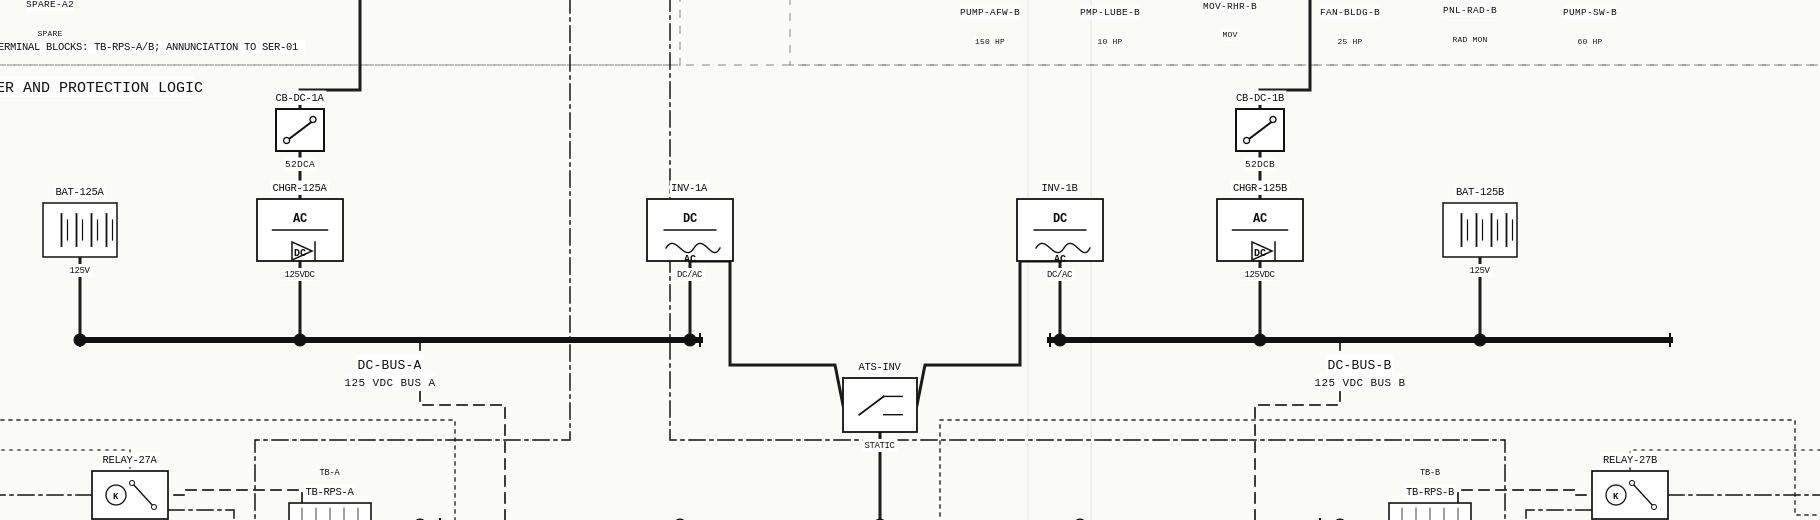 SPARE-A2
SPARE
PUMP-AFW-B
150 HP
PMP-LUBE-B
10 HP
MOV-RHR-B
MOV
FAN-BLDG-B
25 HP
PNL-RAD-B
RAD MON
PUMP-SW-B
60 HP
ERMINAL BLOCKS: TB-RPS-A/B; ANNUNCIATION TO SER-01
ER AND PROTECTION LOGIC
CB-DC-1A
52DCA
CB-DC-1B
52DCB
BAT-125A
125V
CHGR-125A
AC
DC
125VDC
INV-1A
DC
AC
DC/AC
INV-1B
DC
AC
DC/AC
CHGR-125B
AC
DC
125VDC
BAT-125B
125V
DC-BUS-A
125 VDC BUS A
ATS-INV
STATIC
DC-BUS-B
125 VDC BUS B
RELAY-27A
K
TB-A
TB-RPS-A
TB-B
TB-RPS-B
RELAY-27B
K